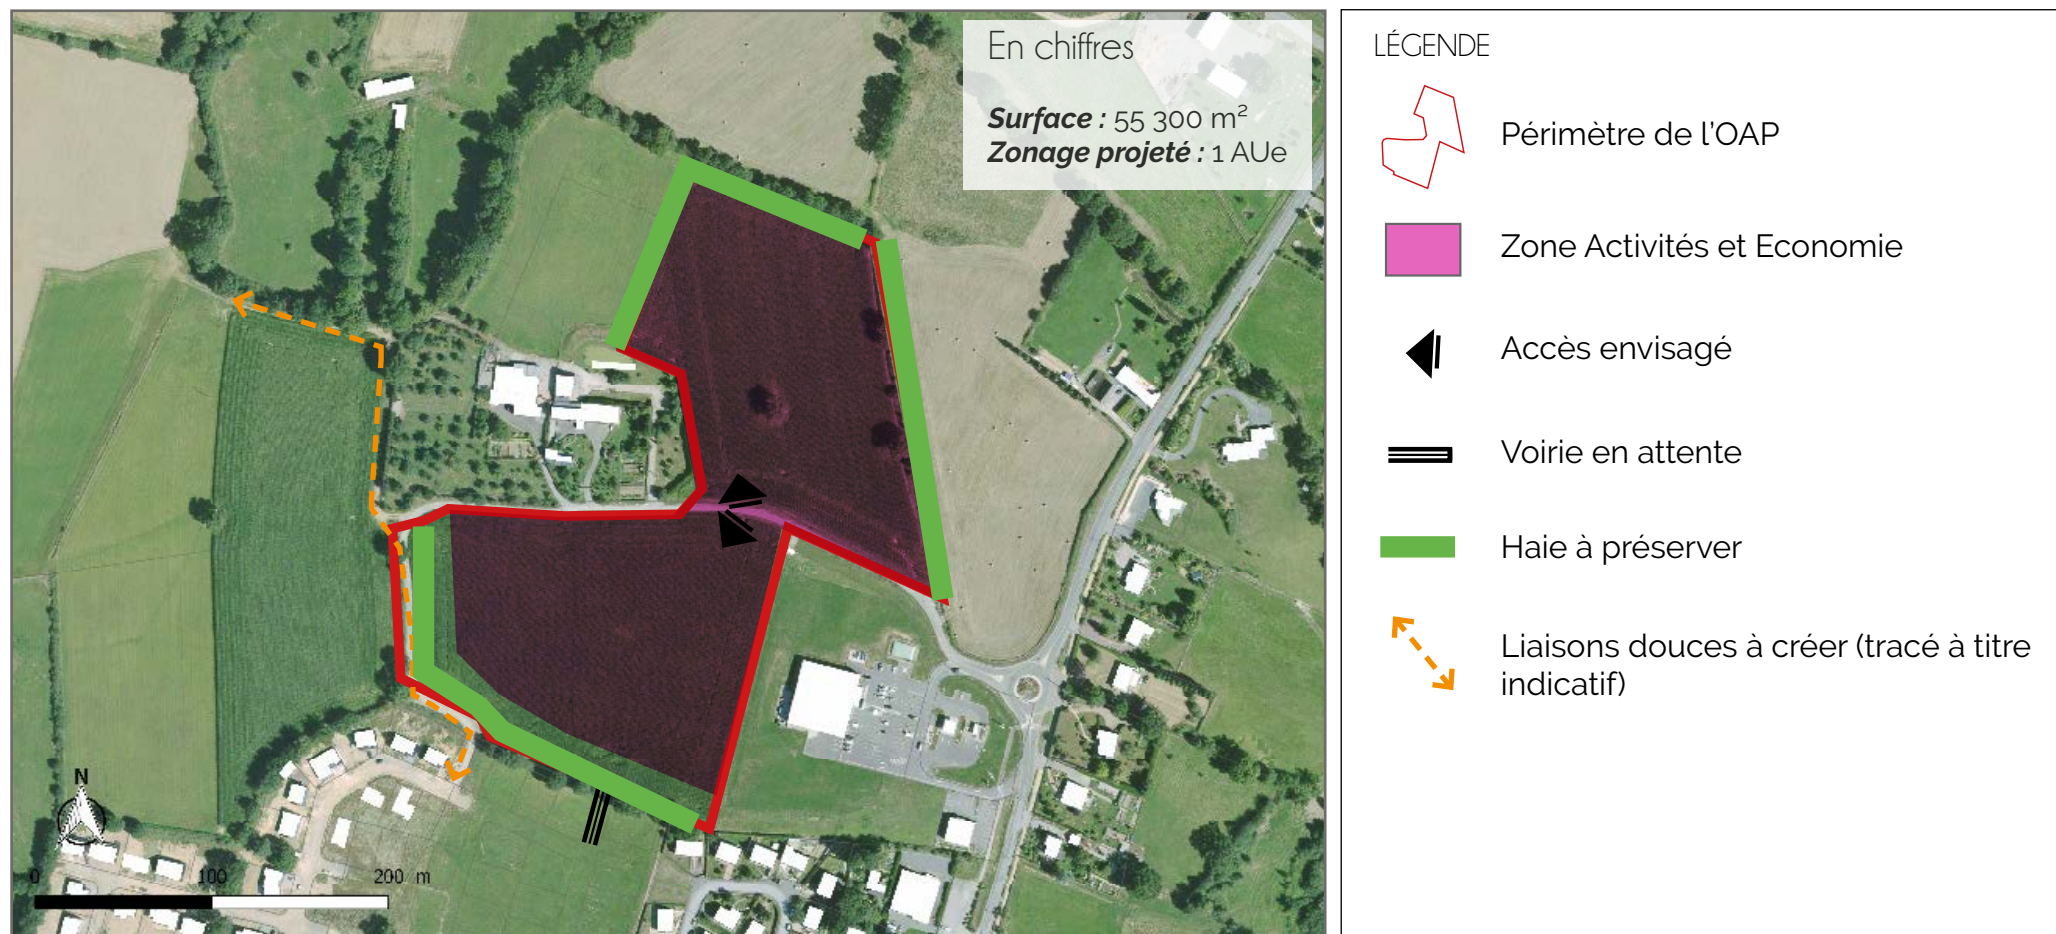 En chiffres
Surface : 55 300 m²
Zonage projeté : 1 AUe
N
0 100 200 m
LÉGENDE
Périmètre de l'OAP
Zone Activités et Economie
Accès envisagé
Voirie en attente
Haie à préserver
Liaisons douces à créer (tracé à titre
indicatif)